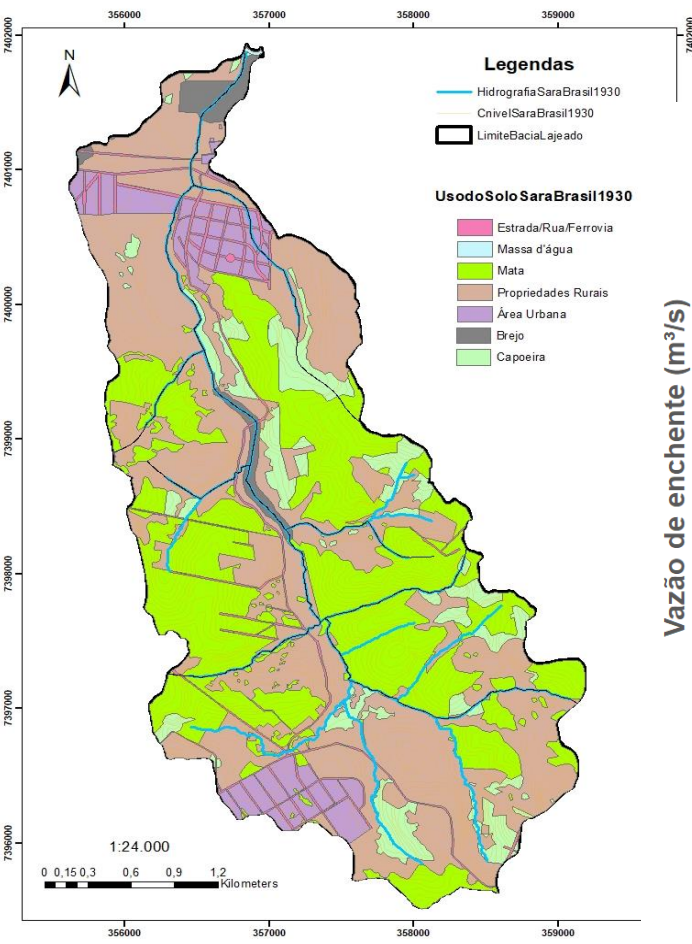 356000 357000 358000 359000
7402000
7402000
N
Legendas
HidrografiaSaraBrasil1930
CnivelSaraBrasil1930
LimiteBaciaLajeado
7401000
UsodoSoloSaraBrasil1930
Estrada/Rua/Ferrovia
Massa d'água
Mata
Propriedades Rurais
Área Urbana
Brejo
Capoeira
7400000
Vazão de enchente (m³/s)
7399000
7398000
7397000
7396000
1:24.000
0 0,15 0,3 0,6 0,9 1,2
Kilometers
356000 357000 358000 359000